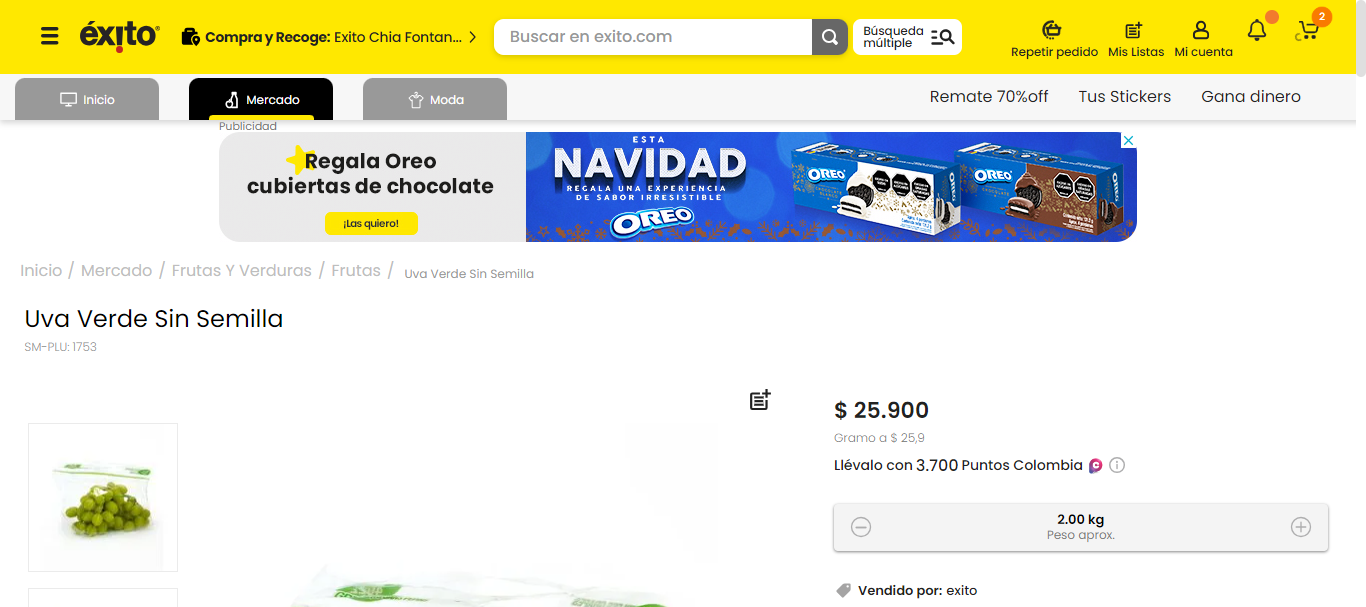 éxito
Compra y Recoge: Exito Chia Fontan...
Buscar en exito.com
Búsqueda
múltiple
Repetir pedido
Mis Listas
Mi cuenta
2
Inicio
Mercado
Moda
Remate 70%off
Tus Stickers
Gana dinero
Publicidad
Regala Oreo
cubiertas de chocolate
¡Las quiero!
ESTA
NAVIDAD
REGALA UNA EXPERIENCIA
DE SABOR IRRESISTIBLE
OREO
OREO
OREO
Inicio / Mercado / Frutas Y Verduras / Frutas / Uva Verde Sin Semilla
Uva Verde Sin Semilla
SM-PLU: 1753
$ 25.900
Gramo a $ 25,9
Llévalo con 3.700 Puntos Colombia
2.00 kg
Peso aprox.
Vendido por: exito